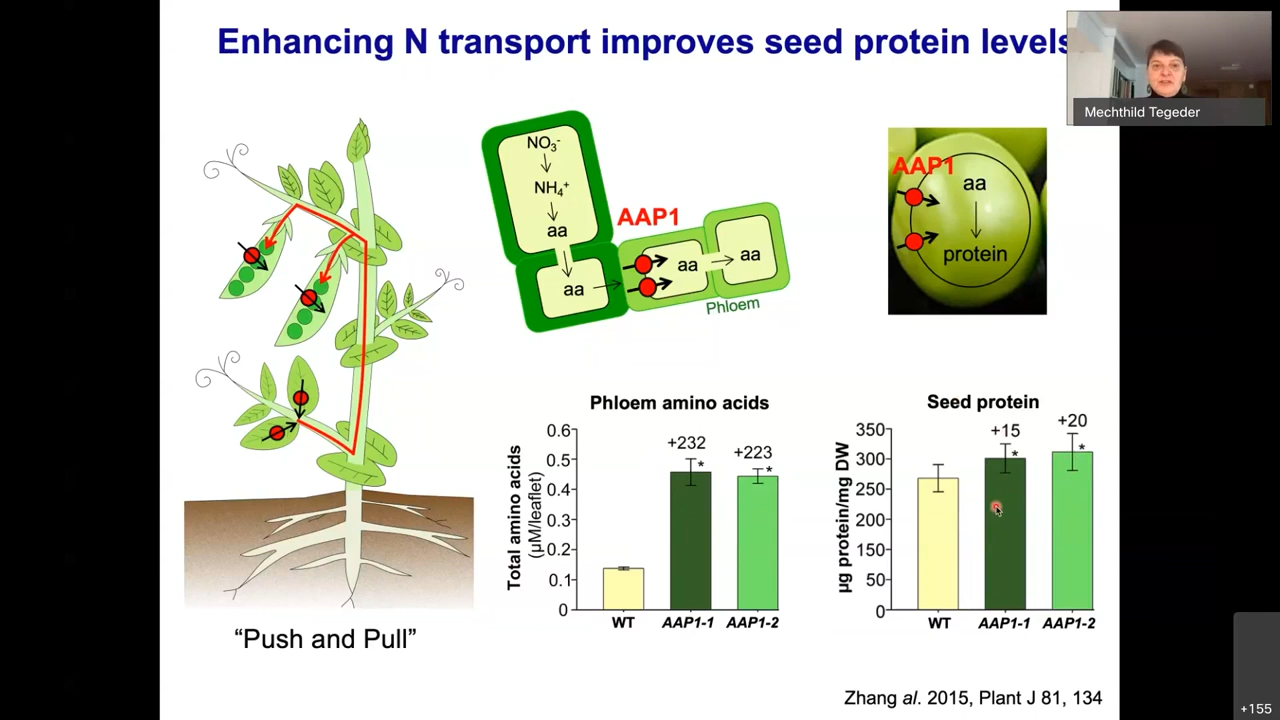 Enhancing N transport improves seed protein levels
Mechthild Tegeder
NO₃⁻
NH₄⁺
aa
aa
AAP1
aa
aa
Phloem
AAP1
aa
protein
"Push and Pull"
Phloem amino acids
Total amino acids
(µM/leaflet)
0.6
0.5
0.4
0.3
0.2
0.1
0
+232
*
+223
*
WT
AAP1-1
AAP1-2
Seed protein
µg protein/mg DW
350
300
250
200
150
50
0
+15
*
+20
*
WT
AAP1-1
AAP1-2
Zhang al. 2015, Plant J 81, 134
+155